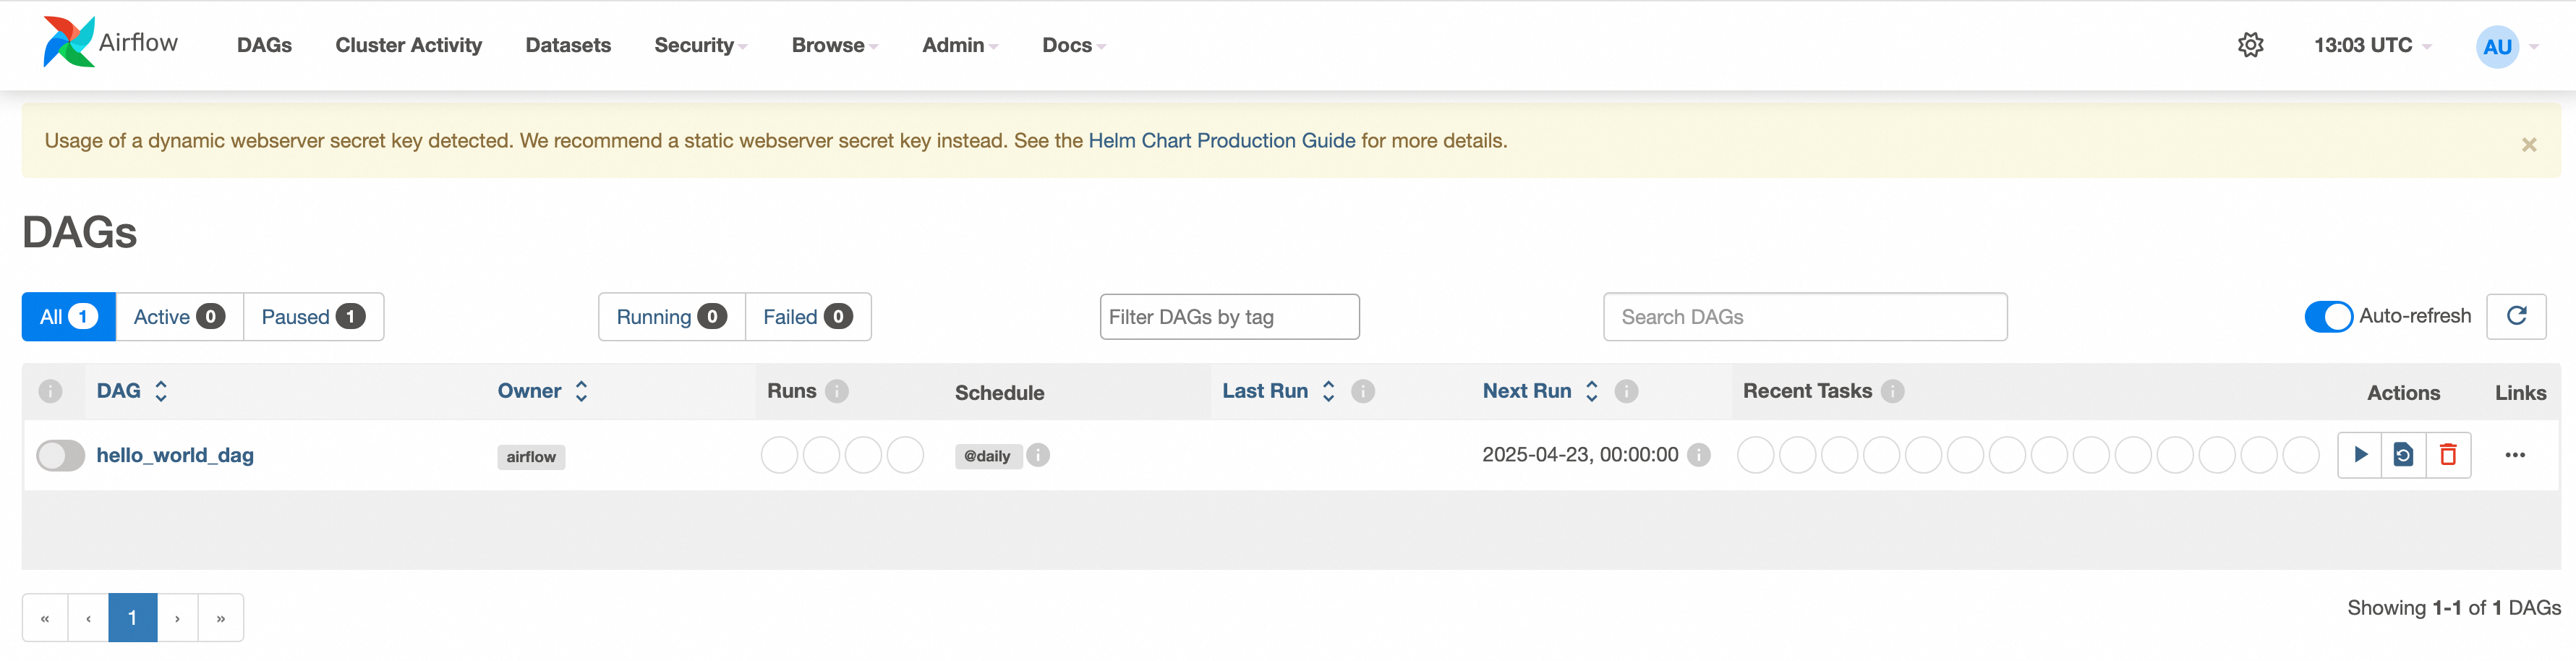 Airflow DAGs Cluster Activity Datasets Security Browse Admin Docs 13:03 UTC AU
Usage of a dynamic webserver secret key detected. We recommend a static webserver secret key instead. See the Helm Chart Production Guide for more details. ×
DAGs
All 1 Active 0 Paused 1 Running 0 Failed 0 Filter DAGs by tag Search DAGs Auto-refresh
i DAG Owner Runs i Schedule Last Run i Next Run i Recent Tasks i Actions Links
hello_world_dag airflow @daily i 2025-04-23, 00:00:00 i ···
« ‹ 1 › » Showing 1-1 of 1 DAGs